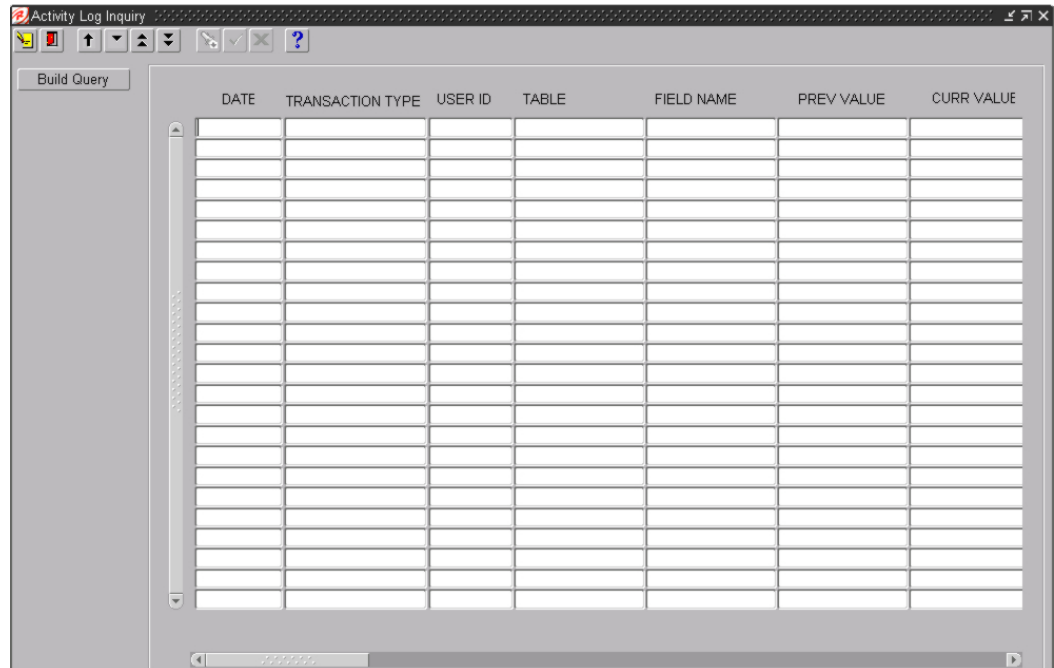 Activity Log Inquiry
?
Build Query
DATE TRANSACTION TYPE USER ID TABLE FIELD NAME PREV VALUE CURR VALUE